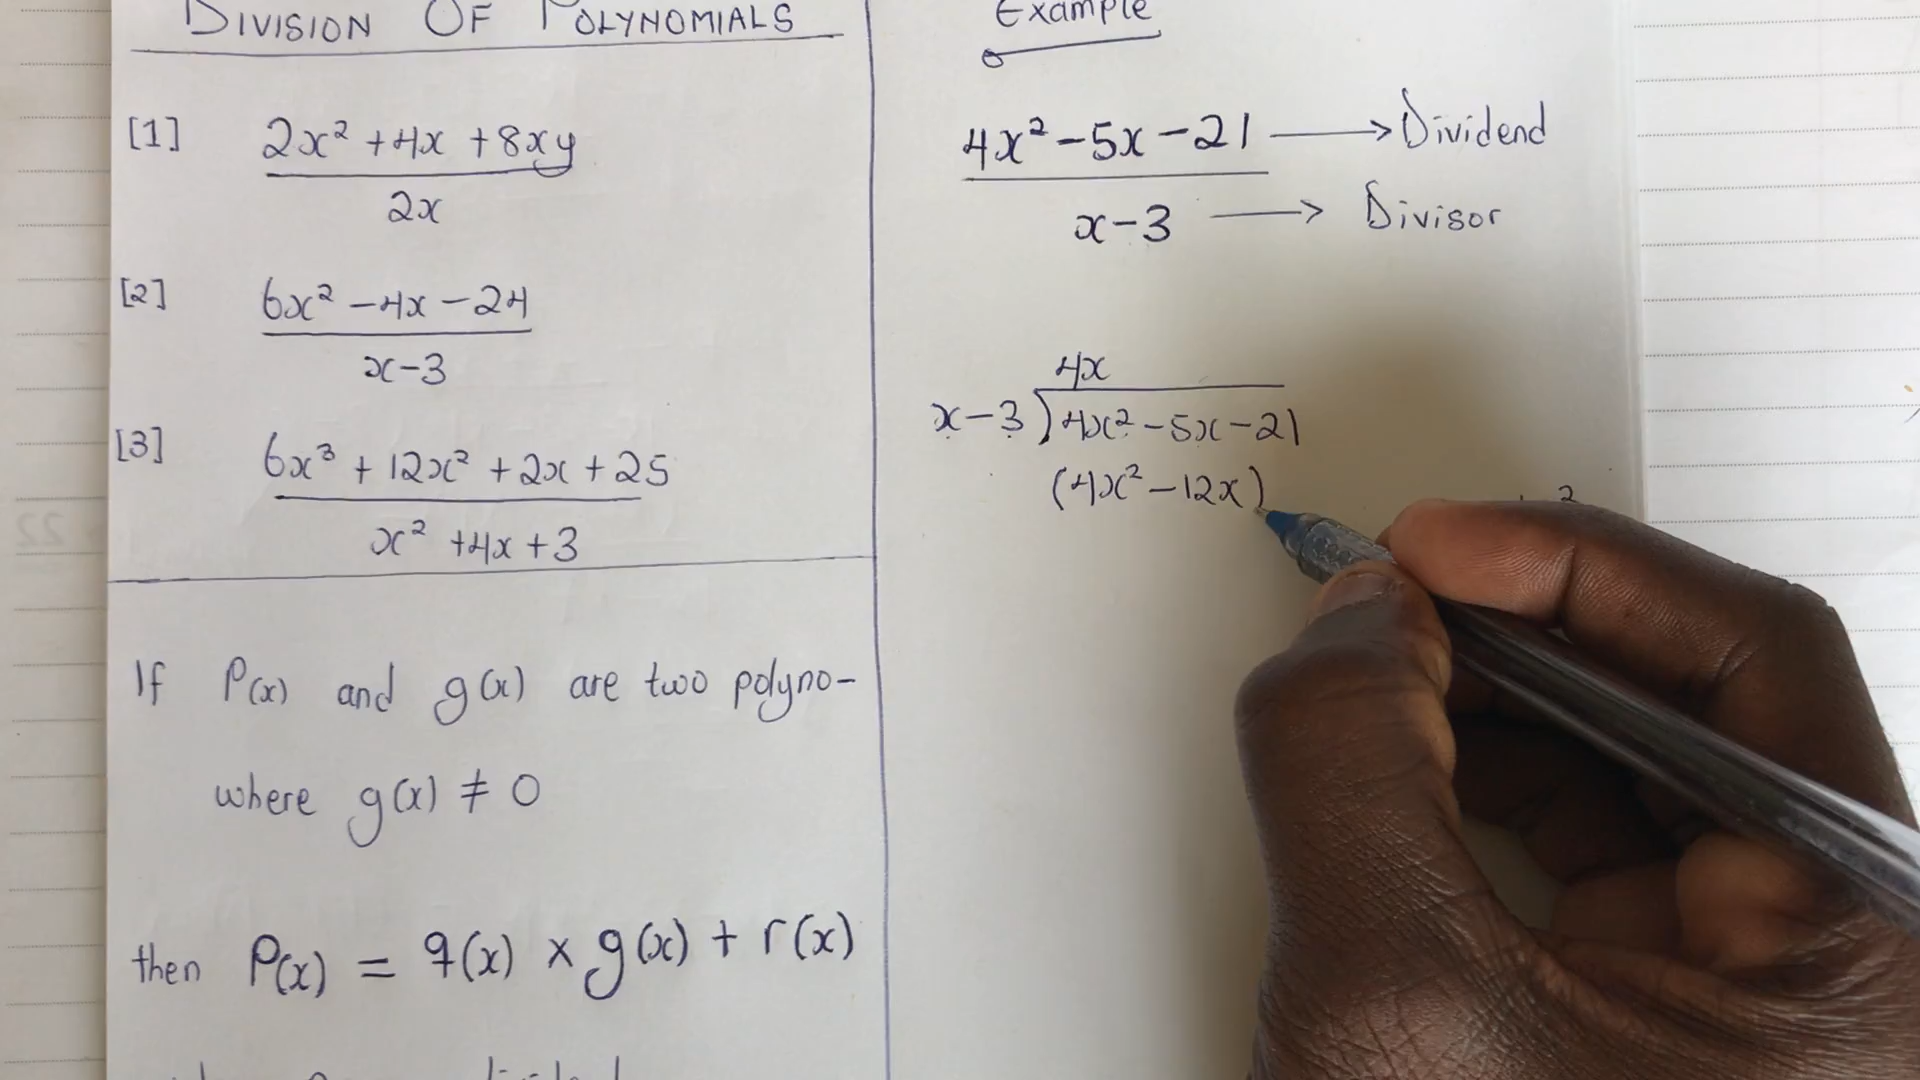 DIVISION OF POLYNOMIALS
[1] 2x² + 4x + 8xy
2x
[2] 6x² - 4x - 24
x - 3
[3] 6x³ + 12x² + 2x + 25
x² + 4x + 3
If P(x) and g(x) are two polyno-
where g(x) ≠ 0
then P(x) = q(x) × g(x) + r(x)
Example
4x² - 5x - 21 → Dividend
x - 3 → Divisor
4x
x - 3 ) 4x² - 5x - 21
(4x² - 12x)